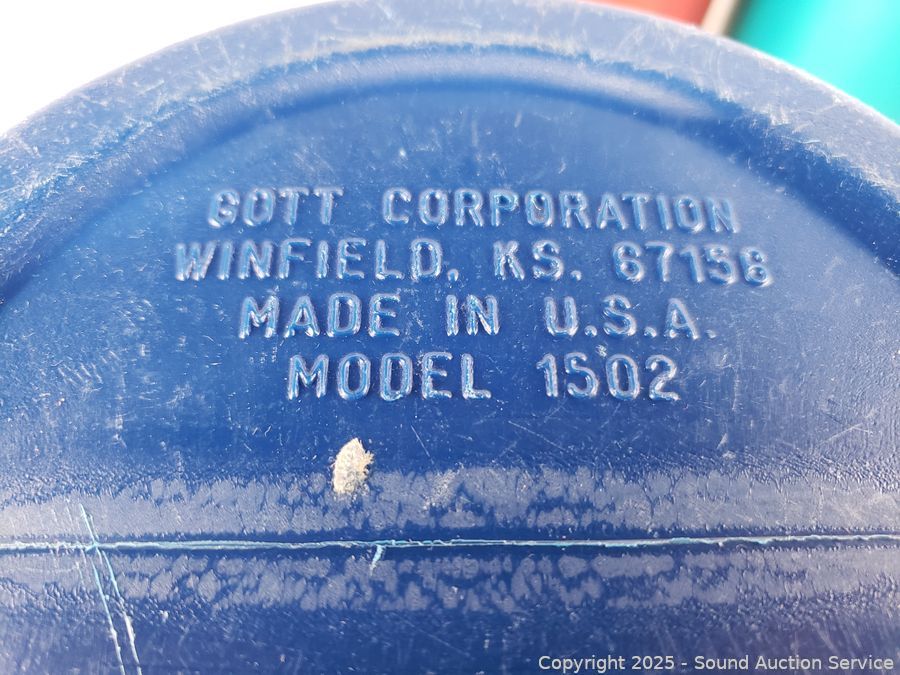 GOTT CORPORATION
WINFIELD, KS. 67156
MADE IN U.S.A.
MODEL 1502
Copyright 2025 - Sound Auction Service